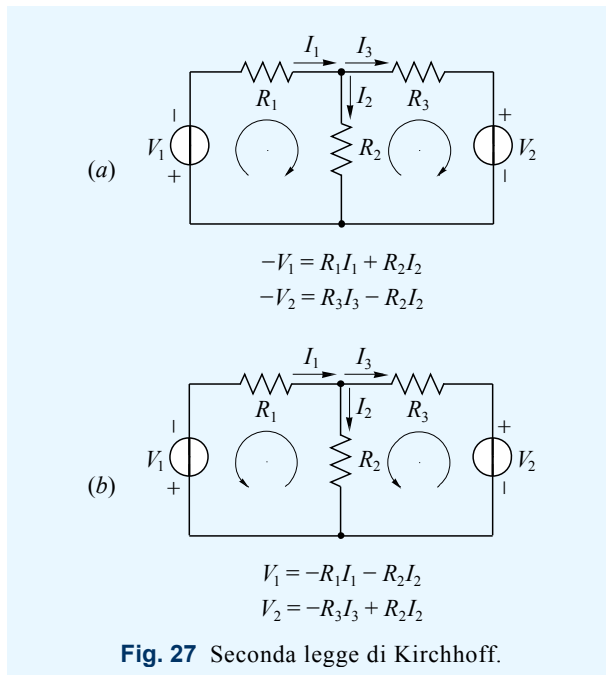 I₁ I₃
R₁ I₂ R₃
−
+
V₁ R₂ V₂
(a)
+
−
−V₁ = R₁I₁ + R₂I₂
−V₂ = R₃I₃ − R₂I₂
I₁ I₃
R₁ I₂ R₃
−
+
V₁ R₂ V₂
(b)
+
−
V₁ = −R₁I₁ − R₂I₂
V₂ = −R₃I₃ + R₂I₂
Fig. 27 Seconda legge di Kirchhoff.